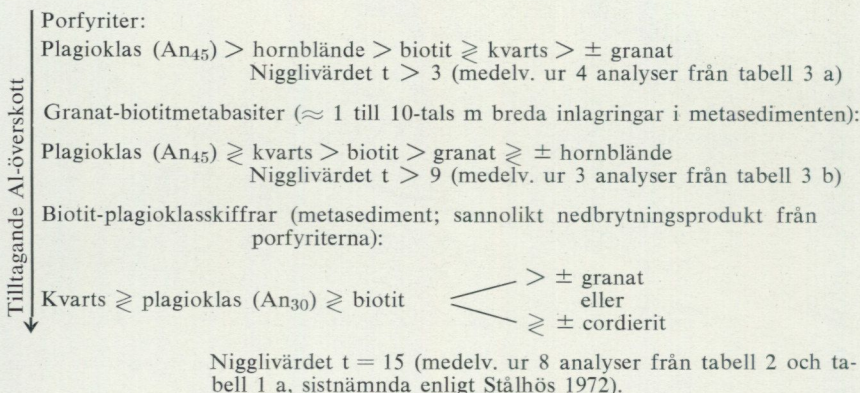 Tilltagande Al-överskott
Porfyriter:
Plagioklas (An₄₅) > hornblände > biotit ≷ kvarts > ± granat
Nigglivärdet t > 3 (medelv. ur 4 analyser från tabell 3 a)
Granat-biotitmetabasiter (≈ 1 till 10-tals m breda inlagringar i metasedimenten):
Plagioklas (An₄₅) ≷ kvarts > biotit > granat ≷ ± hornblände
Nigglivärdet t > 9 (medelv. ur 3 analyser från tabell 3 b)
Biotit-plagioklasskiffrar (metasediment; sannolikt nedbrytningsprodukt från
porfyriterna):
> ± granat
Kvarts ≷ plagioklas (An₃₀) ≷ biotit eller
≷ ± cordierit
Nigglivärdet t = 15 (medelv. ur 8 analyser från tabell 2 och ta-
bell 1 a, sistnämnda enligt Stålhös 1972).